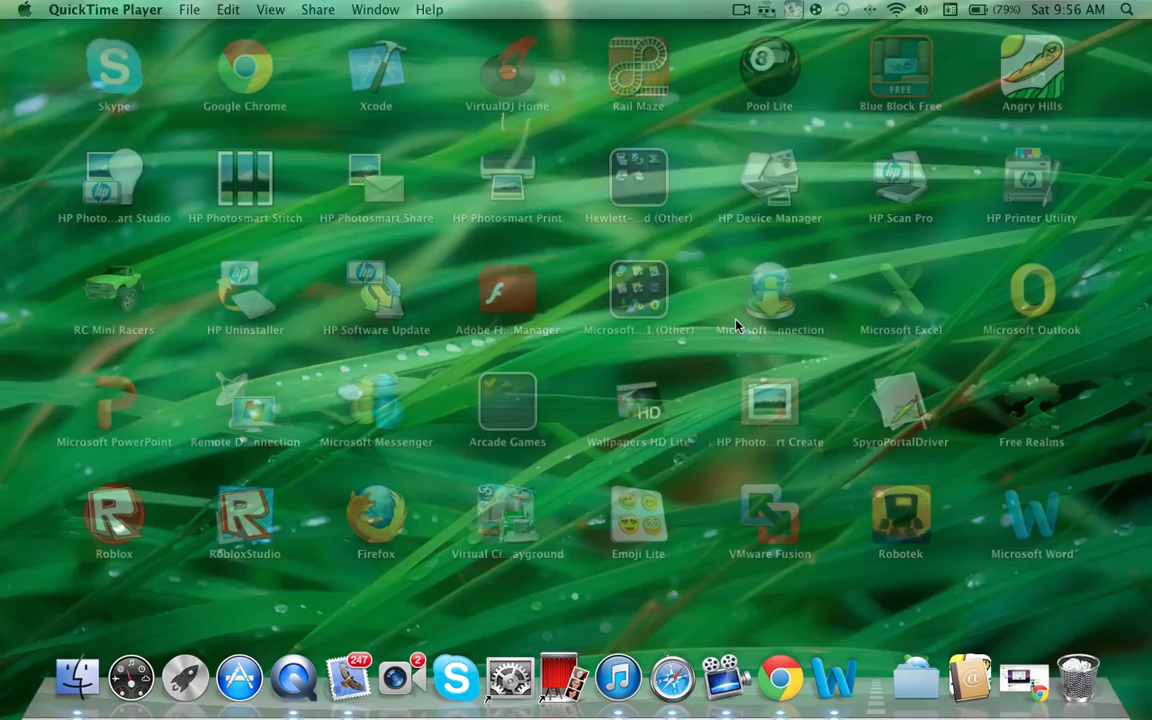 QuickTime Player File Edit View Share Window Help (79%) Sat 9:56 AM
Skype Google Chrome Xcode VirtualDJ Home Rail Maze Pool Lite Blue Block Free Angry Hills
FREE
HP Photo...art Studio HP Photosmart Stitch HP Photosmart Share HP Photosmart Print Hewlett-...d (Other) HP Device Manager HP Scan Pro HP Printer Utility
RC Mini Racers HP Uninstaller HP Software Update Adobe Fl...Manager Microsoft...1 (Other) Microsoft...nnection Microsoft Excel Microsoft Outlook
HD
Microsoft PowerPoint Remote D...nnection Microsoft Messenger Arcade Games Wallpapers HD Lite HP Photo...rt Create SpyroPortalDriver Free Realms
Roblox RobloxStudio Firefox Virtual Ci...ayground Emoji Lite VMware Fusion Robotek Microsoft Word
247 2